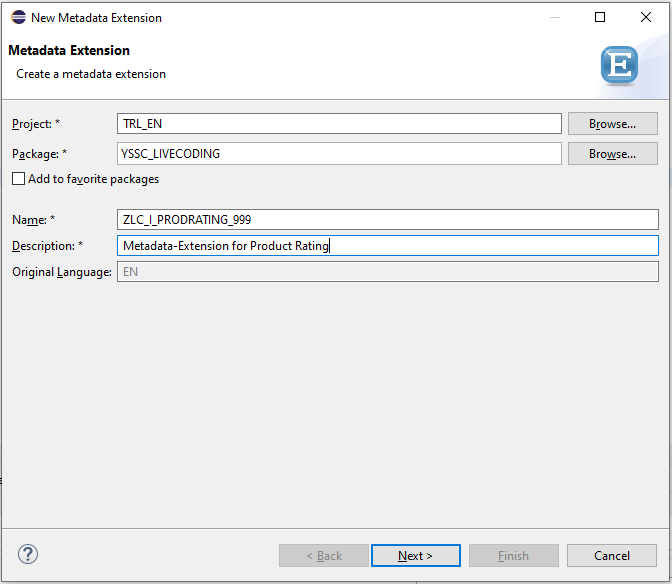 New Metadata Extension
Metadata Extension
Create a metadata extension
E
Project: * TRL_EN Browse...
Package: * YSSC_LIVECODING Browse...
Add to favorite packages
Name: * ZLC_I_PRODRATING_999
Description: * Metadata-Extension for Product Rating
Original Language: EN
? < Back Next > Finish Cancel